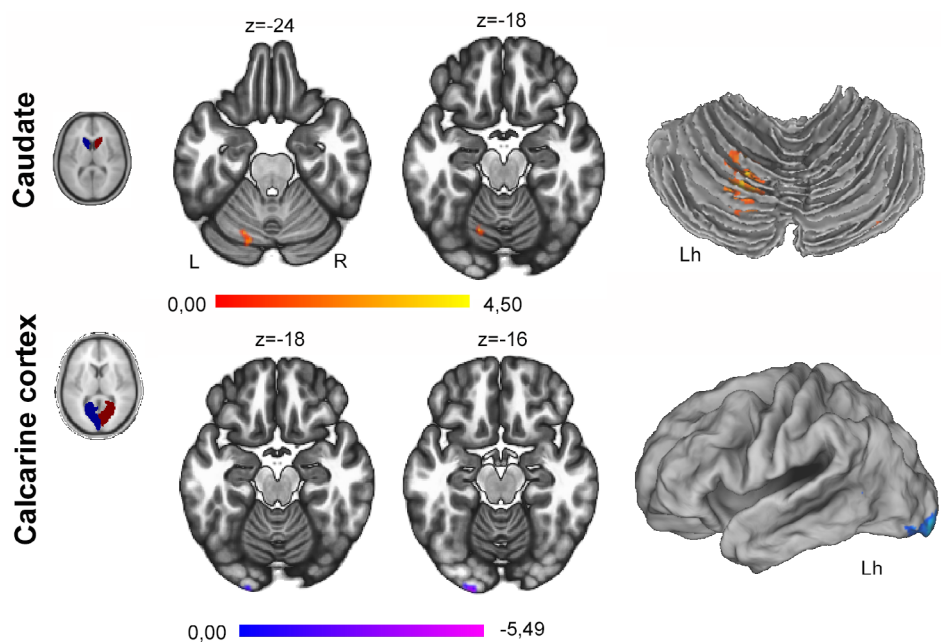 Caudate
z=-24
z=-18
L
R
Lh
0,00
4,50
Calcarine cortex
z=-18
z=-16
Lh
0,00
-5,49